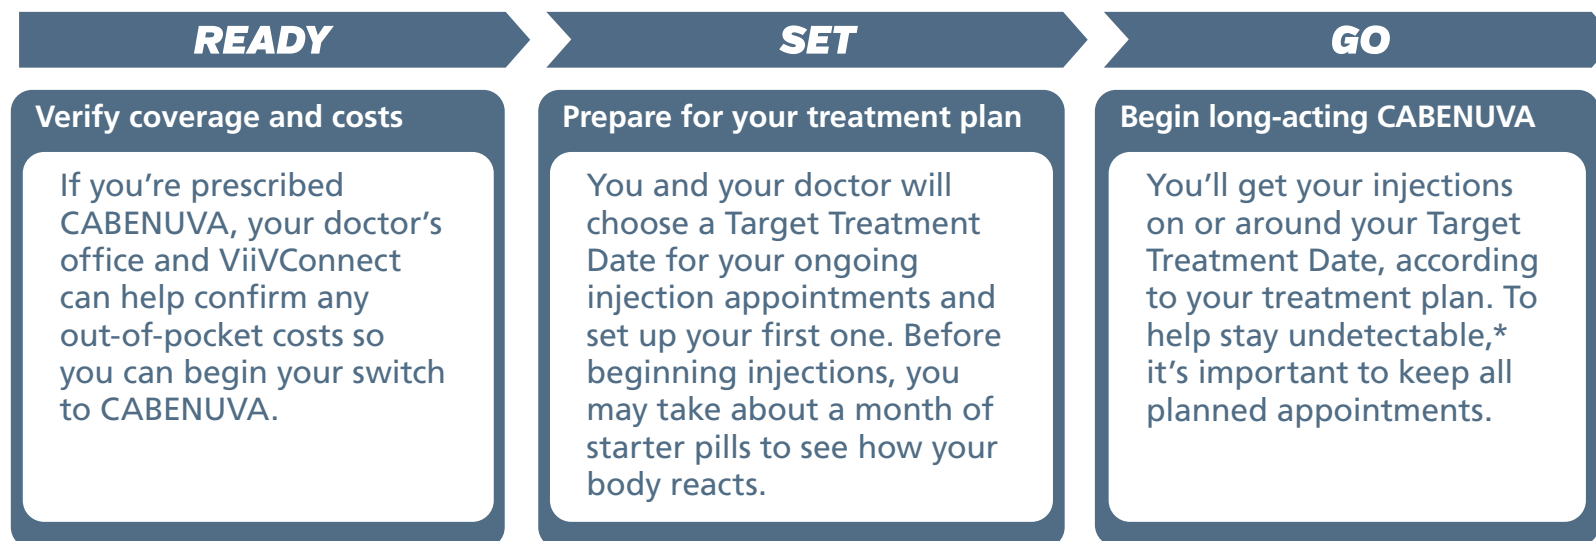 READY
Verify coverage and costs
If you’re prescribed
CABENUVA, your doctor’s
office and ViiVConnect
can help confirm any
out-of-pocket costs so
you can begin your switch
to CABENUVA.
SET
Prepare for your treatment plan
You and your doctor will
choose a Target Treatment
Date for your ongoing
injection appointments and
set up your first one. Before
beginning injections, you
may take about a month of
starter pills to see how your
body reacts.
GO
Begin long-acting CABENUVA
You’ll get your injections
on or around your Target
Treatment Date, according
to your treatment plan. To
help stay undetectable,*
it’s important to keep all
planned appointments.